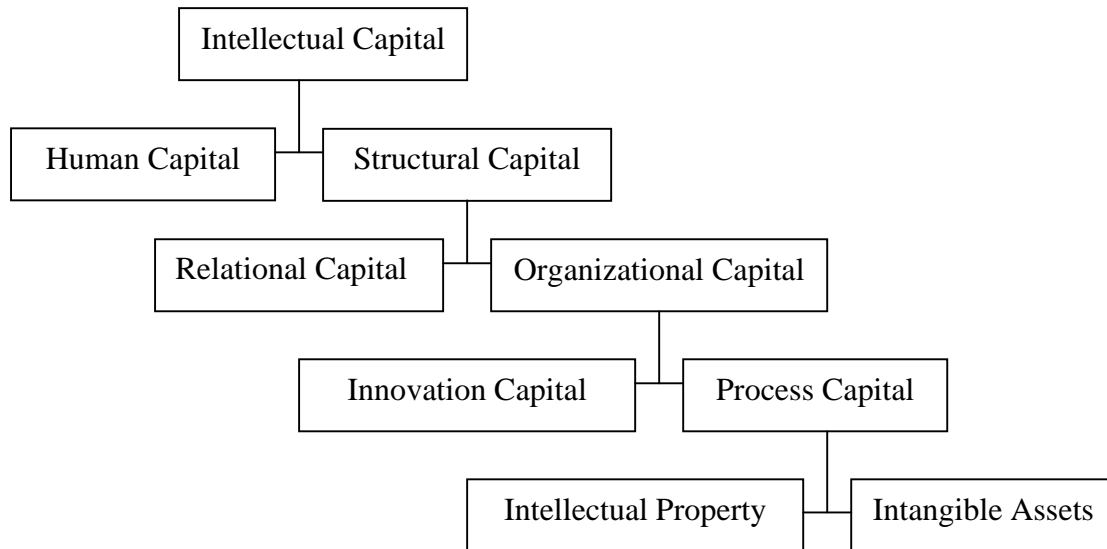 Intellectual Capital
Human Capital
Structural Capital
Relational Capital
Organizational Capital
Innovation Capital
Process Capital
Intellectual Property
Intangible Assets